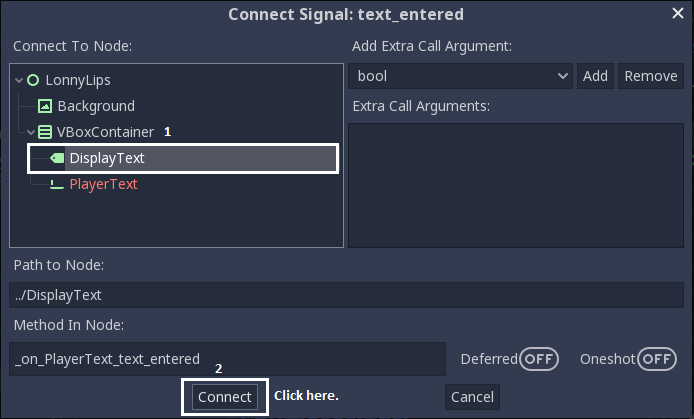 Connect Signal: text_entered
Connect To Node:
Add Extra Call Argument:
LonnyLips
bool
Add
Remove
Background
Extra Call Arguments:
VBoxContainer 1
DisplayText
PlayerText
Path to Node:
../DisplayText
Method In Node:
_on_PlayerText_text_entered
Deferred OFF
Oneshot OFF
2
Connect
Click here.
Cancel